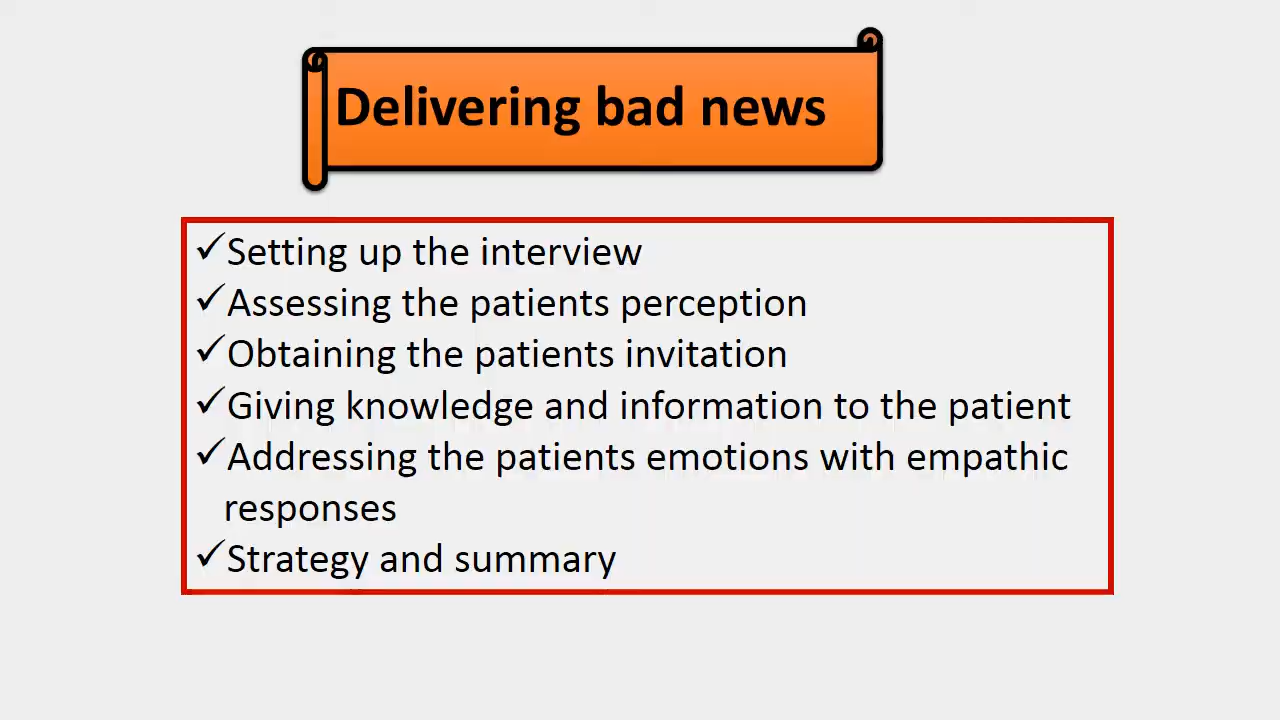 Delivering bad news
✓Setting up the interview
✓Assessing the patients perception
✓Obtaining the patients invitation
✓Giving knowledge and information to the patient
✓Addressing the patients emotions with empathic
responses
✓Strategy and summary